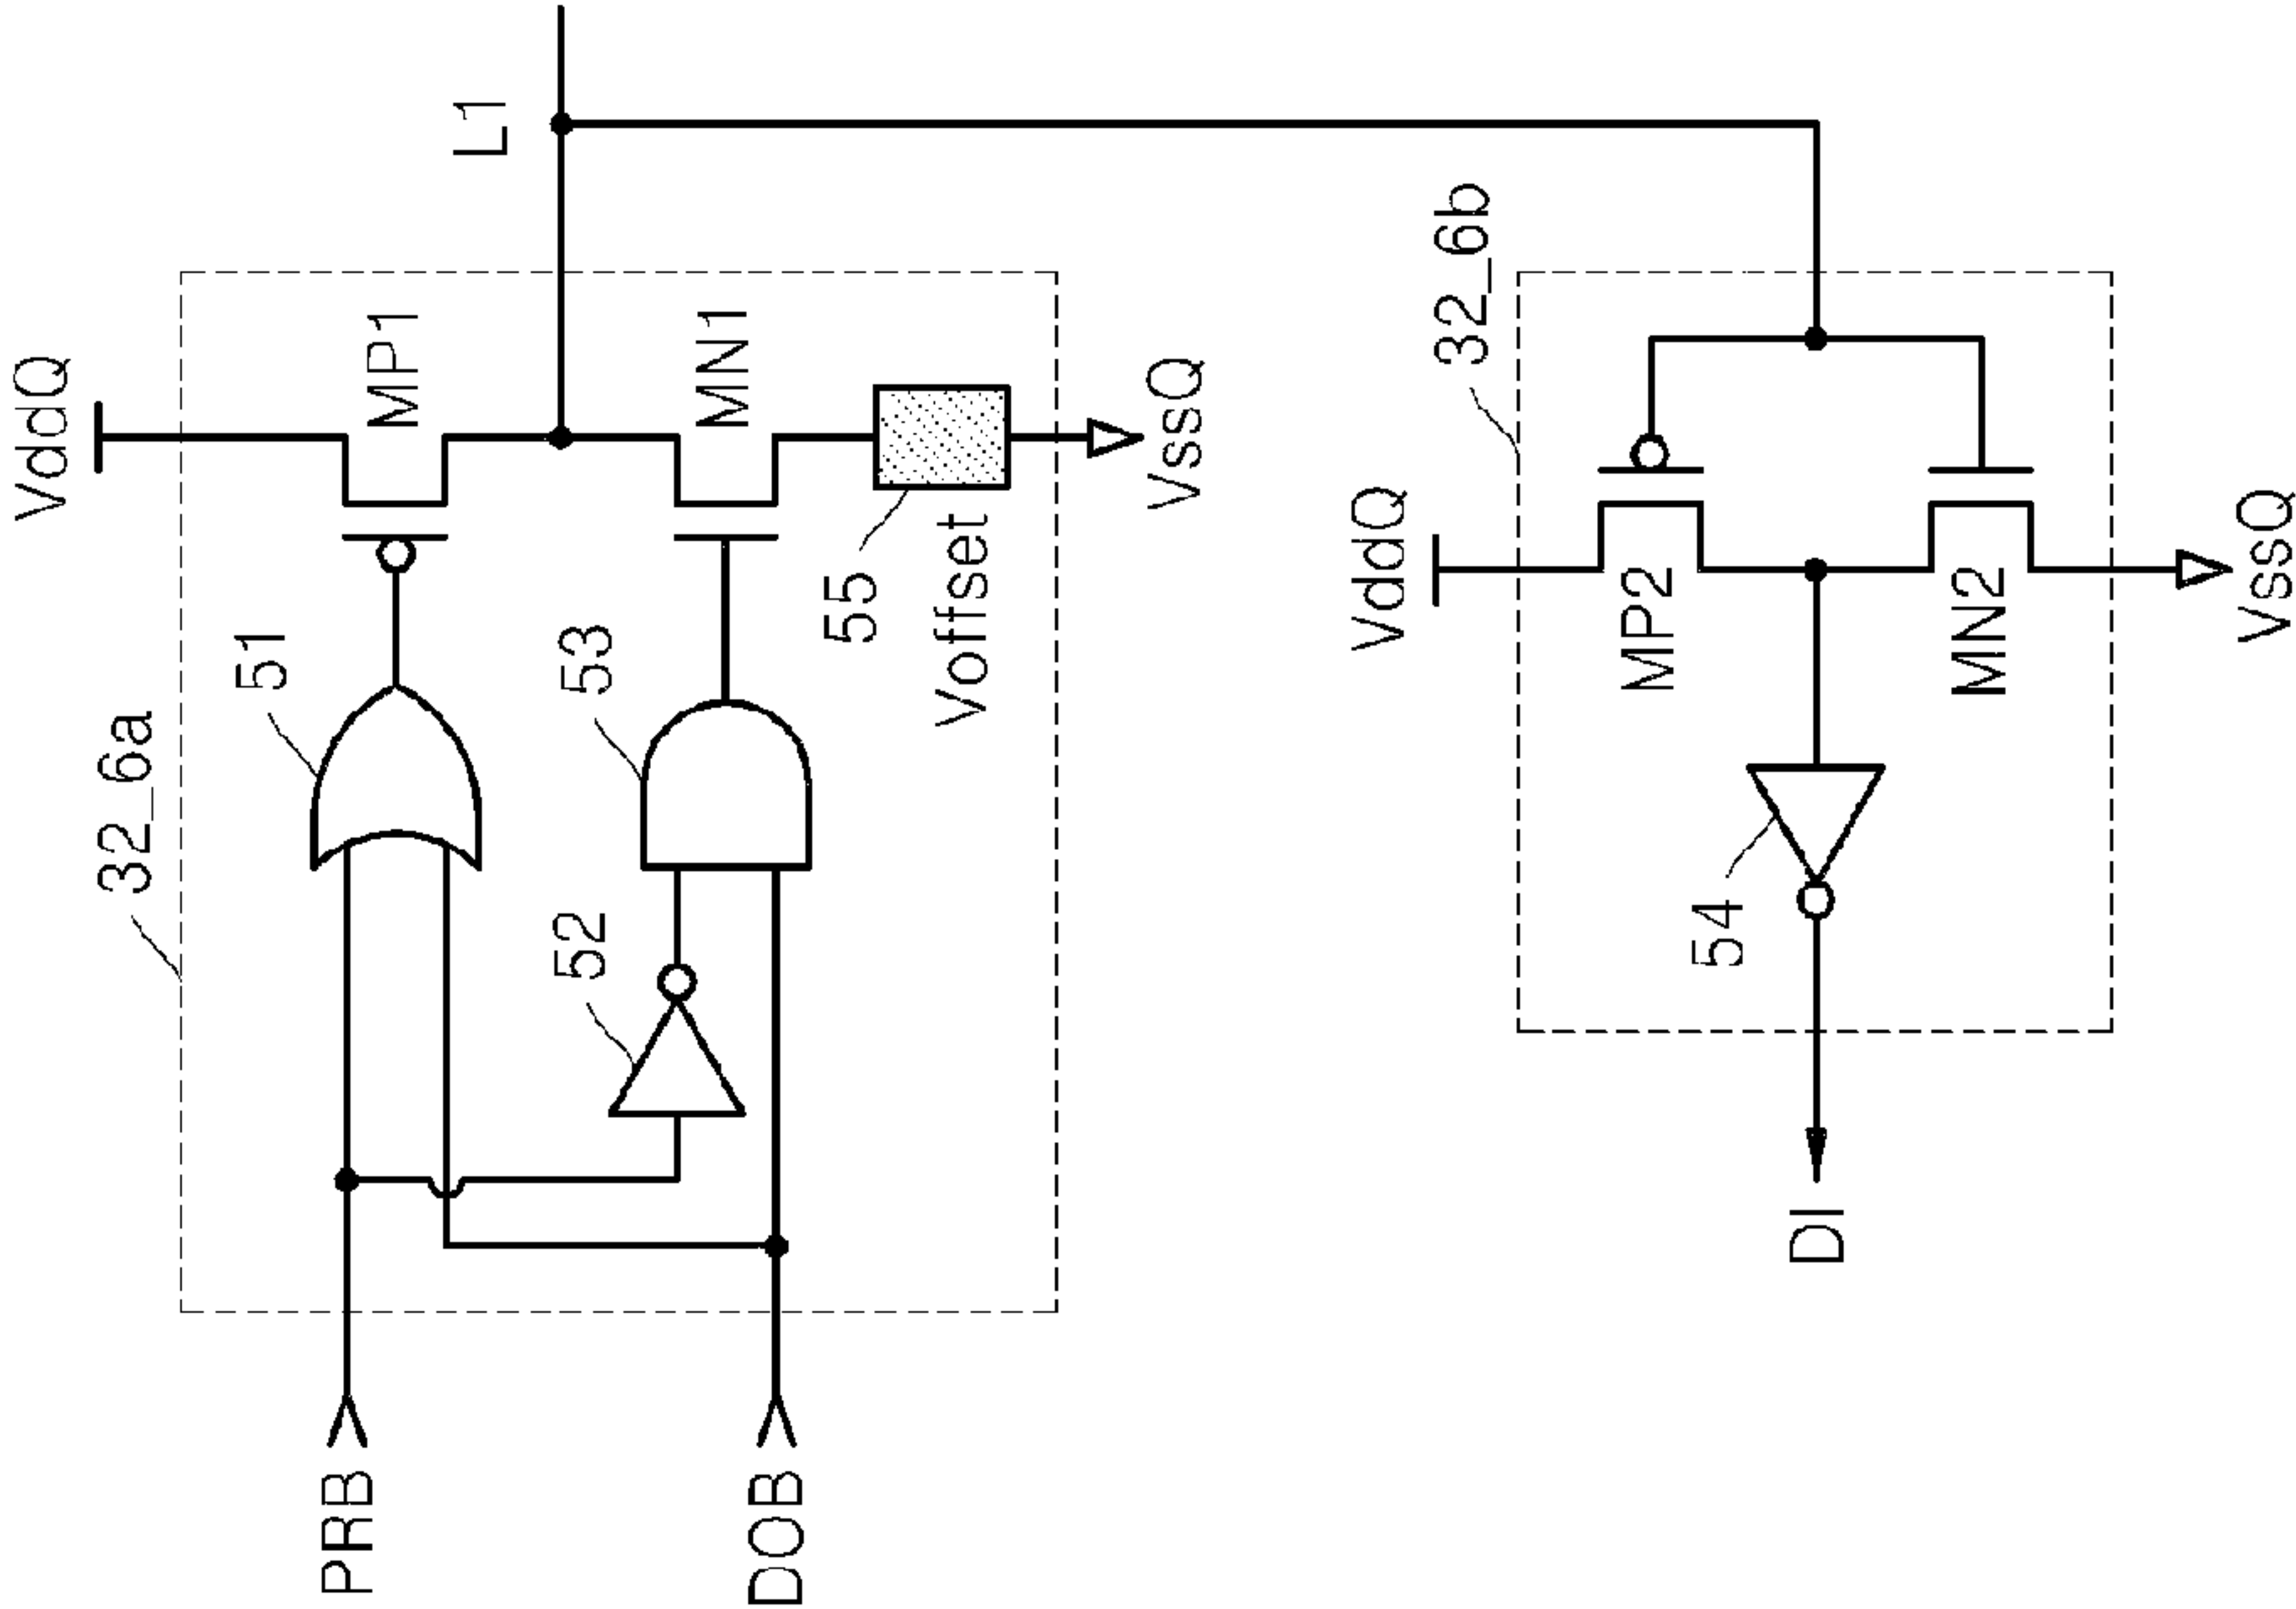 VddQ
L1
32_6a
51
MP1
53
MN1
52
55
Voffset
VssQ
PRB
DOB
32_6b
VddQ
MP2
54
MN2
DI
VssQ